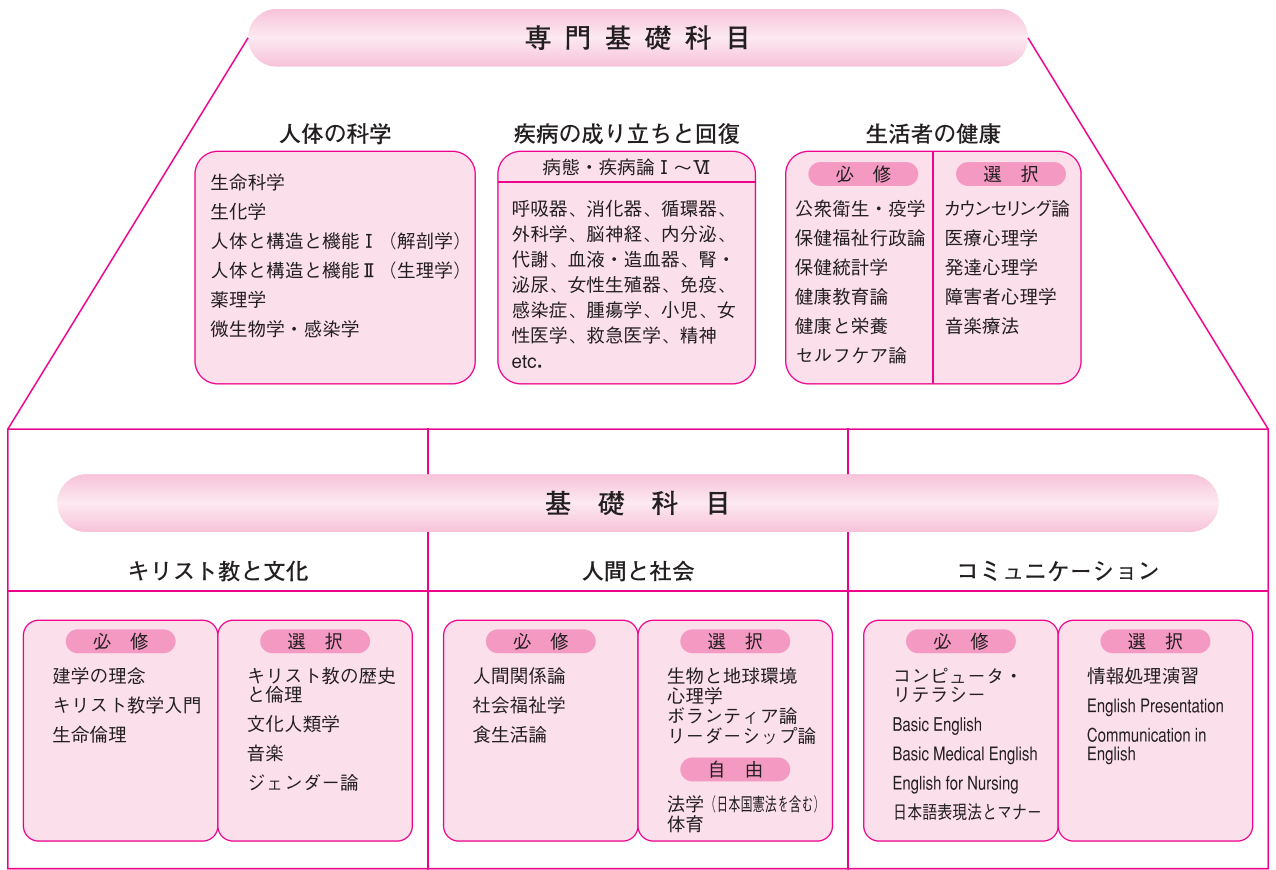 専門基礎科目
人体の科学
生命科学
生化学
人体と構造と機能Ⅰ（解剖学）
人体と構造と機能Ⅱ（生理学）
薬理学
微生物学・感染学
疾病の成り立ちと回復
病態・疾病論Ⅰ～Ⅵ
呼吸器、消化器、循環器、
外科学、脳神経、内分泌、
代謝、血液・造血器、腎・
泌尿、女性生殖器、免疫、
感染症、腫瘍学、小児、女
性医学、救急医学、精神
etc.
生活者の健康
必　修
公衆衛生・疫学
保健福祉行政論
保健統計学
健康教育論
健康と栄養
セルフケア論
選　択
カウンセリング論
医療心理学
発達心理学
障害者心理学
音楽療法
基礎科目
キリスト教と文化
必　修
建学の理念
キリスト教学入門
生命倫理
選　択
キリスト教の歴史
と倫理
文化人類学
音楽
ジェンダー論
人間と社会
必　修
人間関係論
社会福祉学
食生活論
選　択
生物と地球環境
心理学
ボランティア論
リーダーシップ論
自　由
法学（日本国憲法を含む）
体育
コミュニケーション
必　修
コンピュータ・
リテラシー
Basic English
Basic Medical English
English for Nursing
日本語表現法とマナー
選　択
情報処理演習
English Presentation
Communication in
English